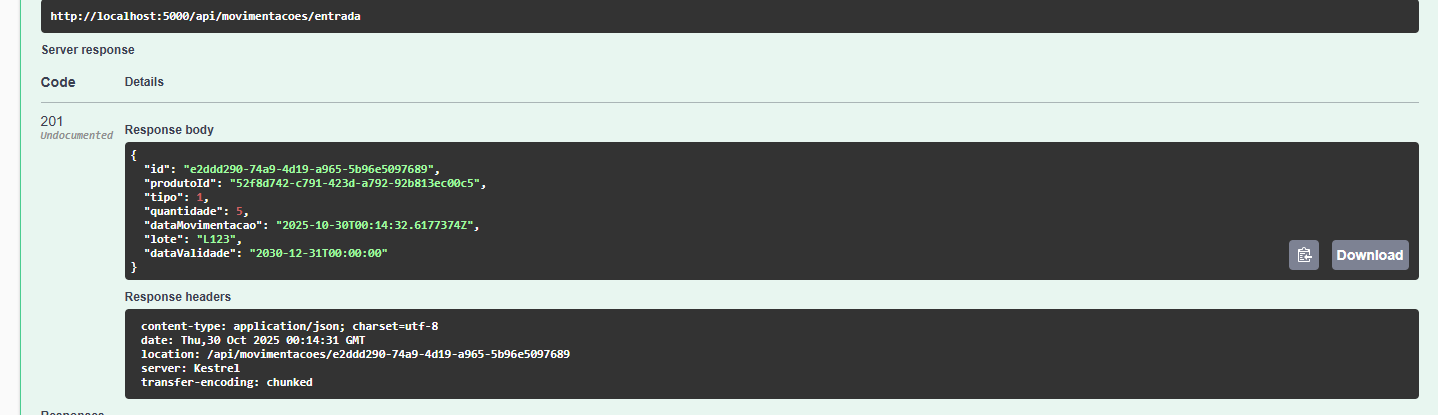 http://localhost:5000/api/movimentacoes/entrada
Server response
Code Details
201
Undocumented
Response body
{
  "id": "e2ddd290-74a9-4d19-a965-5b96e5097689",
  "produtoId": "52f8d742-c791-423d-a792-92b813ec00c5",
  "tipo": 1,
  "quantidade": 5,
  "dataMovimentacao": "2025-10-30T00:14:32.6177374Z",
  "lote": "L123",
  "dataValidade": "2030-12-31T00:00:00"
}
Download
Response headers
content-type: application/json; charset=utf-8
date: Thu,30 Oct 2025 00:14:31 GMT
location: /api/movimentacoes/e2ddd290-74a9-4d19-a965-5b96e5097689
server: Kestrel
transfer-encoding: chunked
Responses